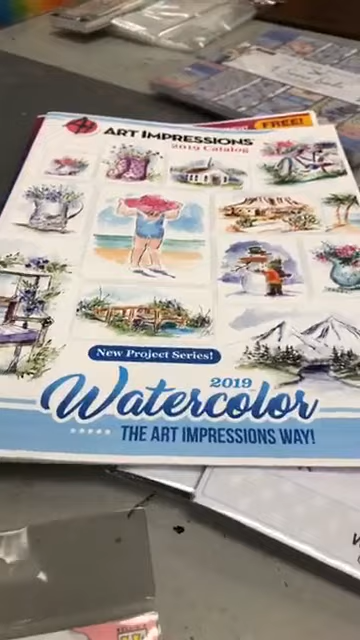 FREE!
ART IMPRESSIONS
2019 Catalog
New Project Series!
2019
Watercolor
THE ART IMPRESSIONS WAY!